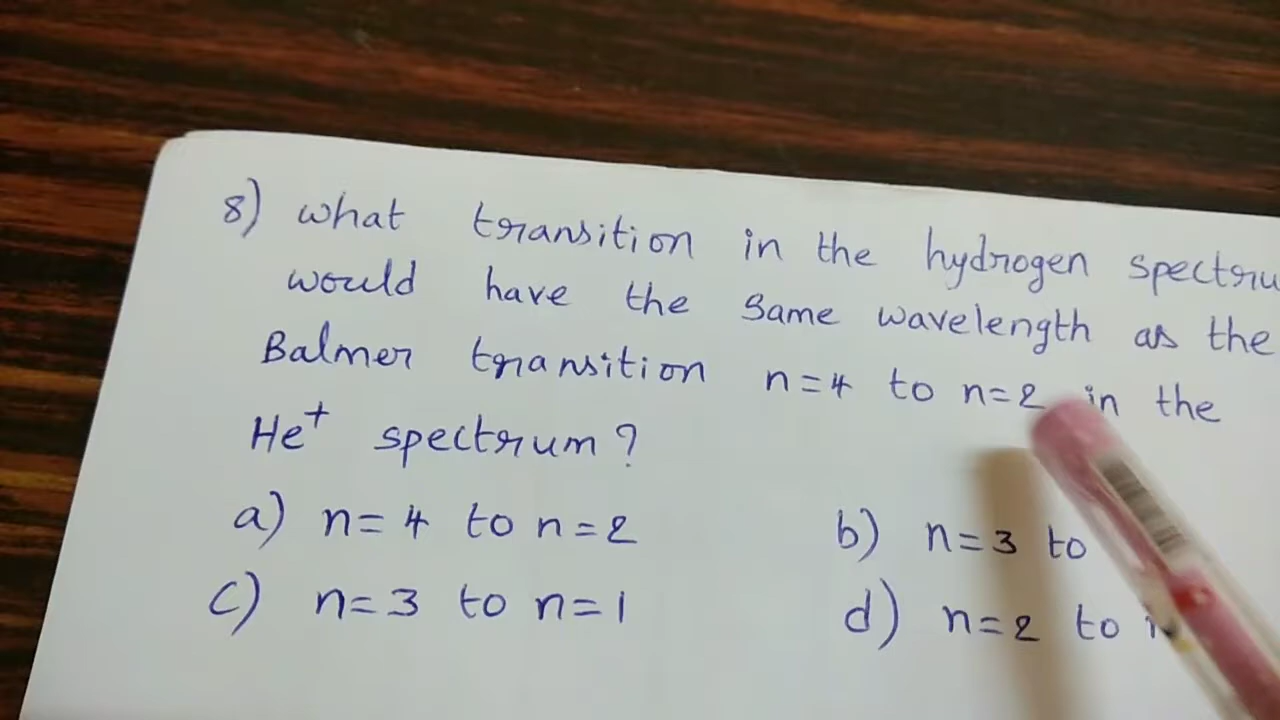 8) what transition in the hydrogen spectru
would have the same wavelength as the
Balmer transition n=4 to n=2 in the
He+ spectrum?
a) n=4 to n=2 b) n=3 to
c) n=3 to n=1 d) n=2 to